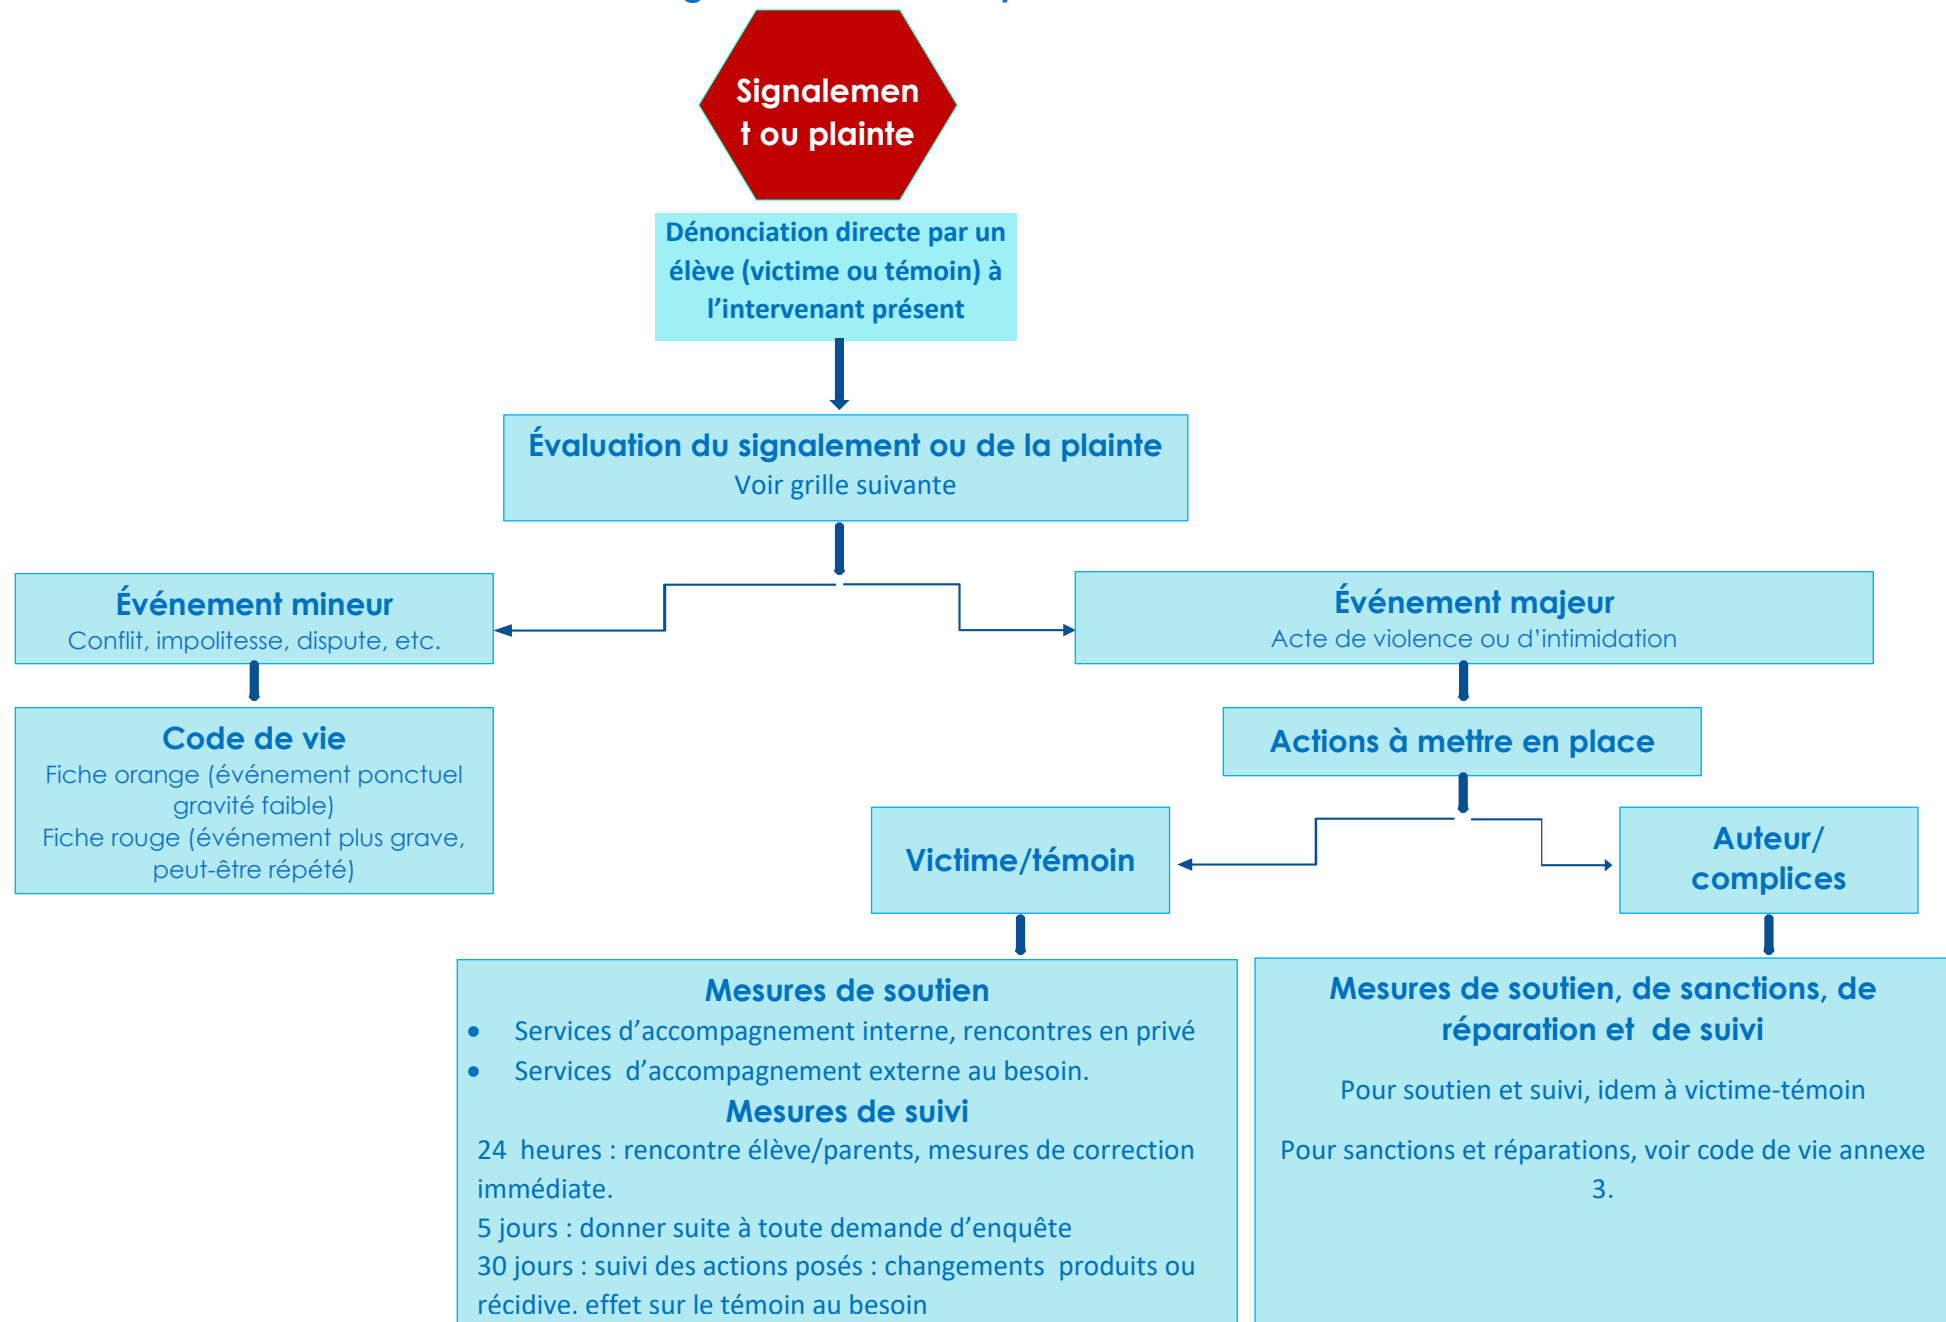 Signalemen
t ou plainte
Dénonciation directe par un
élève (victime ou témoin) à
l’intervenant présent
Évaluation du signalement ou de la plainte
Voir grille suivante
Événement mineur
Conflit, impolitesse, dispute, etc.
Événement majeur
Acte de violence ou d’intimidation
Code de vie
Fiche orange (événement ponctuel
gravité faible)
Fiche rouge (événement plus grave,
peut-être répété)
Actions à mettre en place
Victime/témoin
Auteur/
complices
Mesures de soutien
• Services d’accompagnement interne, rencontres en privé
• Services  d’accompagnement externe au besoin.
Mesures de suivi
24  heures : rencontre élève/parents, mesures de correction
immédiate.
5 jours : donner suite à toute demande d’enquête
30 jours : suivi des actions posés : changements  produits ou
récidive. effet sur le témoin au besoin
Mesures de soutien, de sanctions, de
réparation et  de suivi
Pour soutien et suivi, idem à victime-témoin
Pour sanctions et réparations, voir code de vie annexe
3.